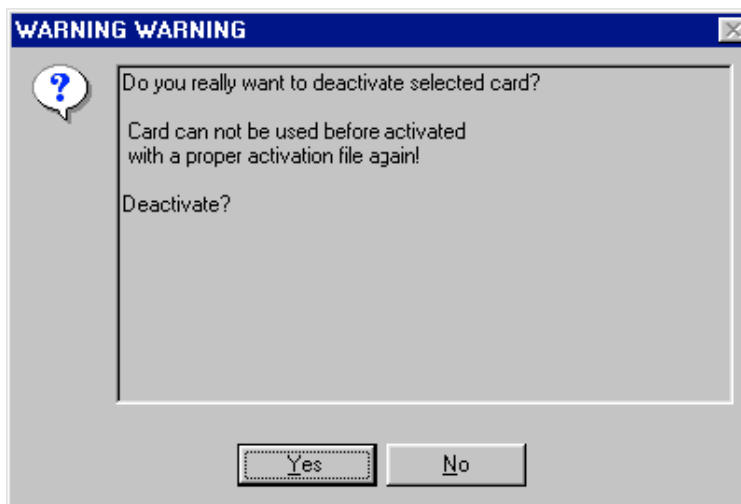 WARNING WARNING
Do you really want to deactivate selected card?
Card can not be used before activated
with a proper activation file again!
Deactivate?
Yes
No